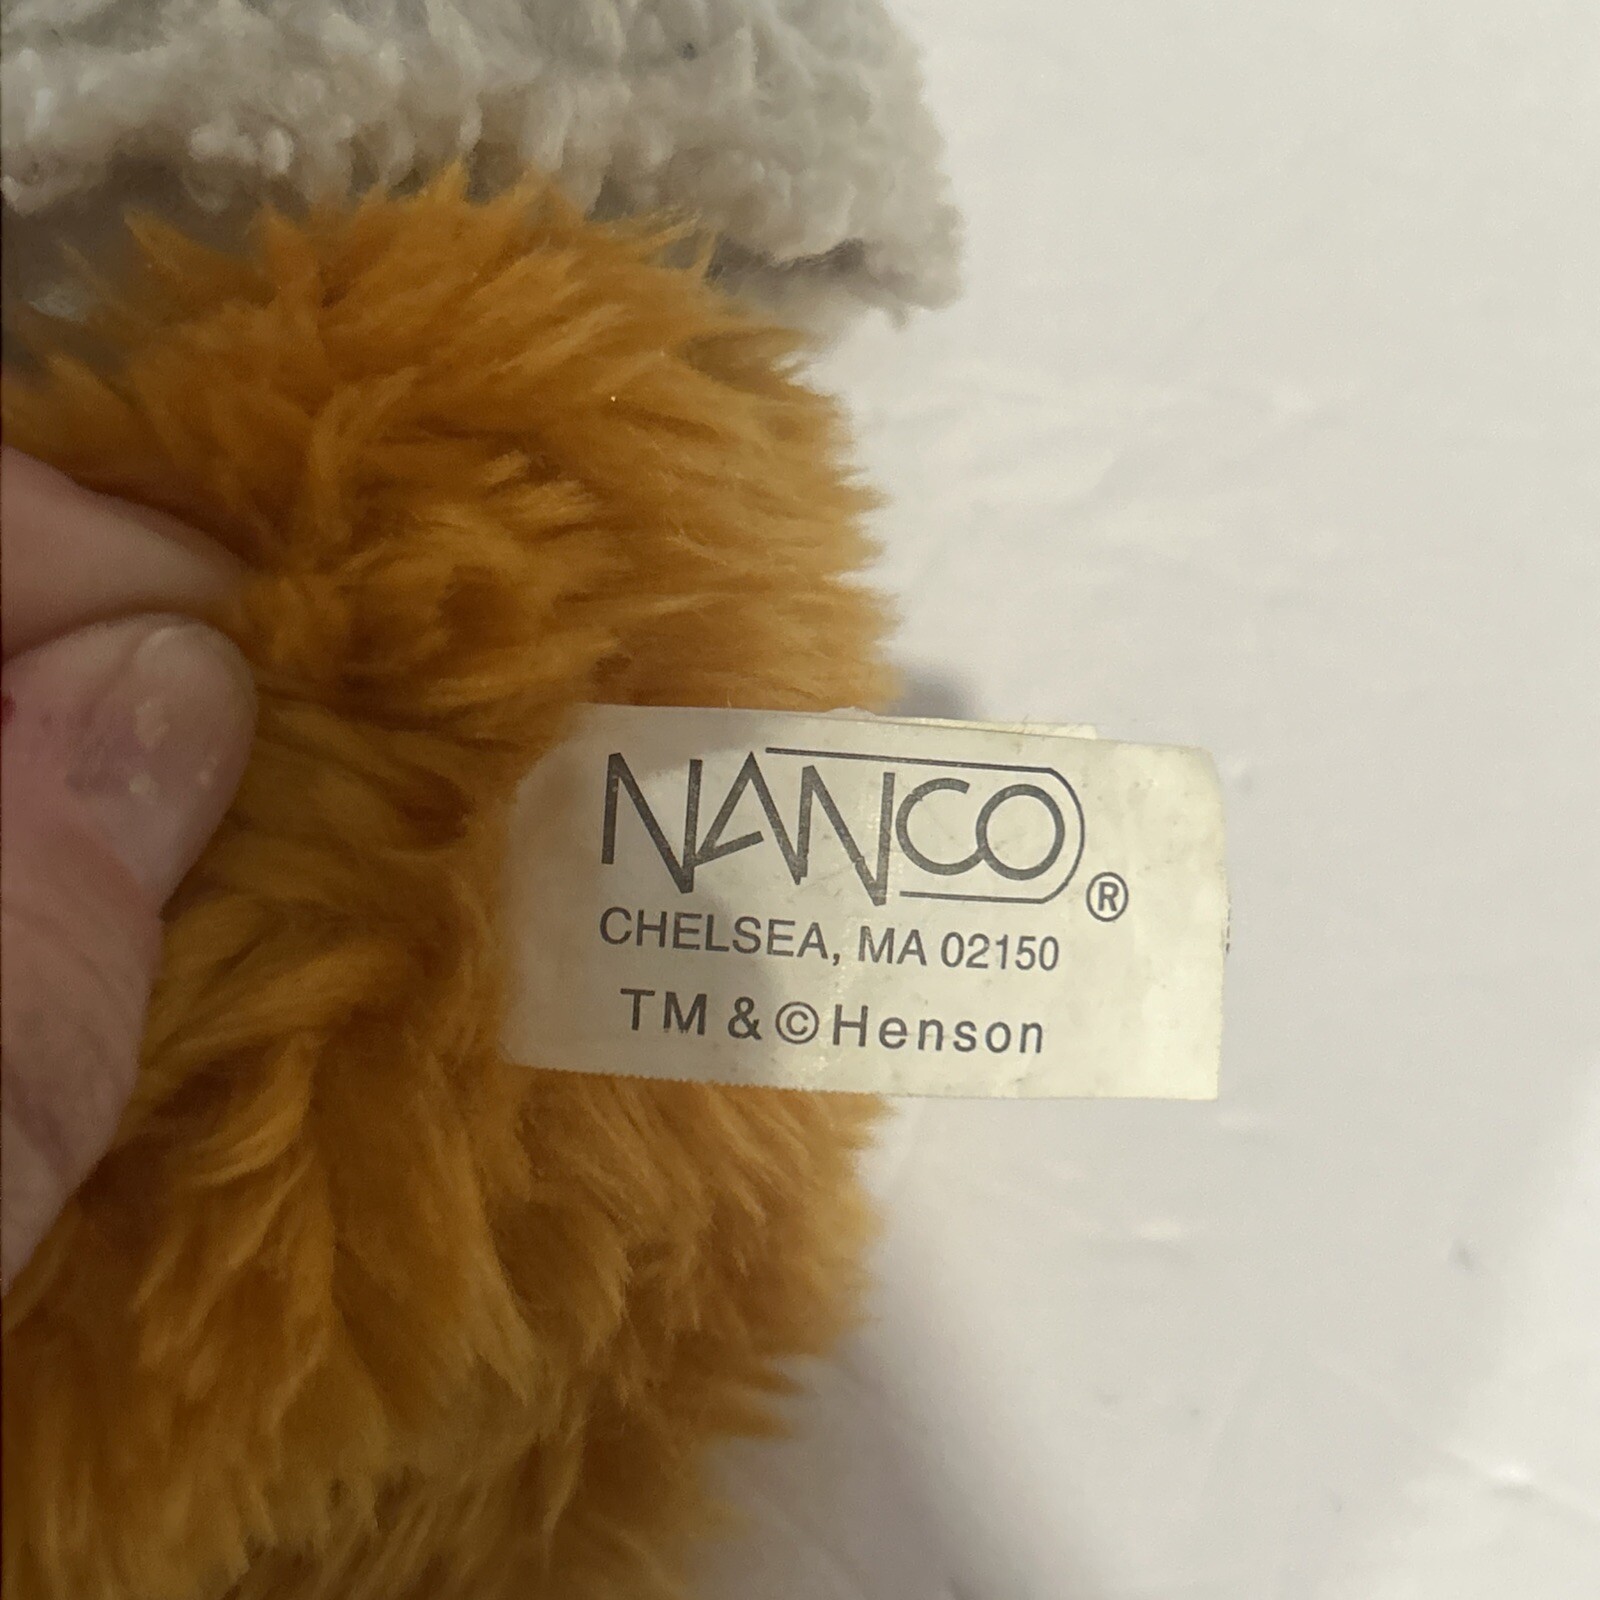 NANCO®
CHELSEA, MA 02150
TM & © Henson